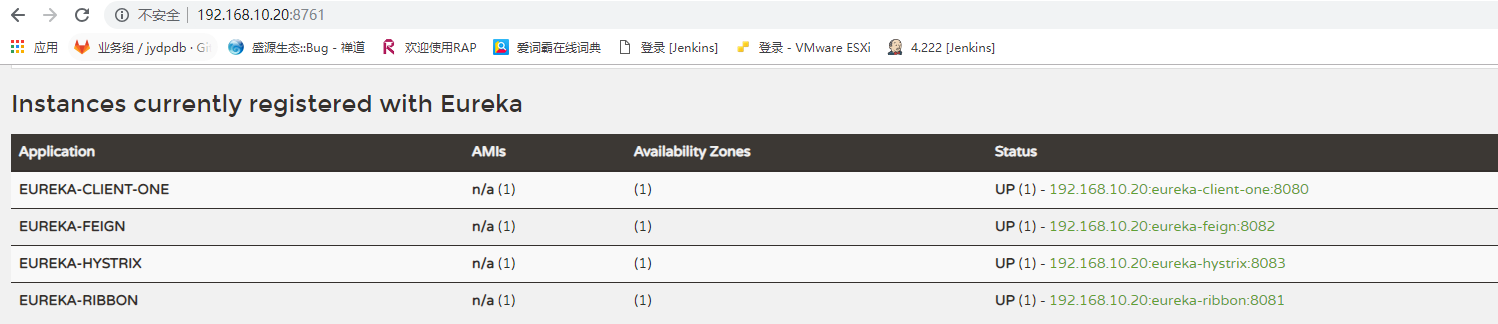 不安全 192.168.10.20:8761
应用 业务组 / jydpdb · Git 盛源生态::Bug - 禅道 欢迎使用RAP 爱词霸在线词典 登录 [Jenkins] 登录 - VMware ESXi 4.222 [Jenkins]
Instances currently registered with Eureka
Application AMIs Availability Zones Status
EUREKA-CLIENT-ONE n/a (1) (1) UP (1) - 192.168.10.20:eureka-client-one:8080
EUREKA-FEIGN n/a (1) (1) UP (1) - 192.168.10.20:eureka-feign:8082
EUREKA-HYSTRIX n/a (1) (1) UP (1) - 192.168.10.20:eureka-hystrix:8083
EUREKA-RIBBON n/a (1) (1) UP (1) - 192.168.10.20:eureka-ribbon:8081